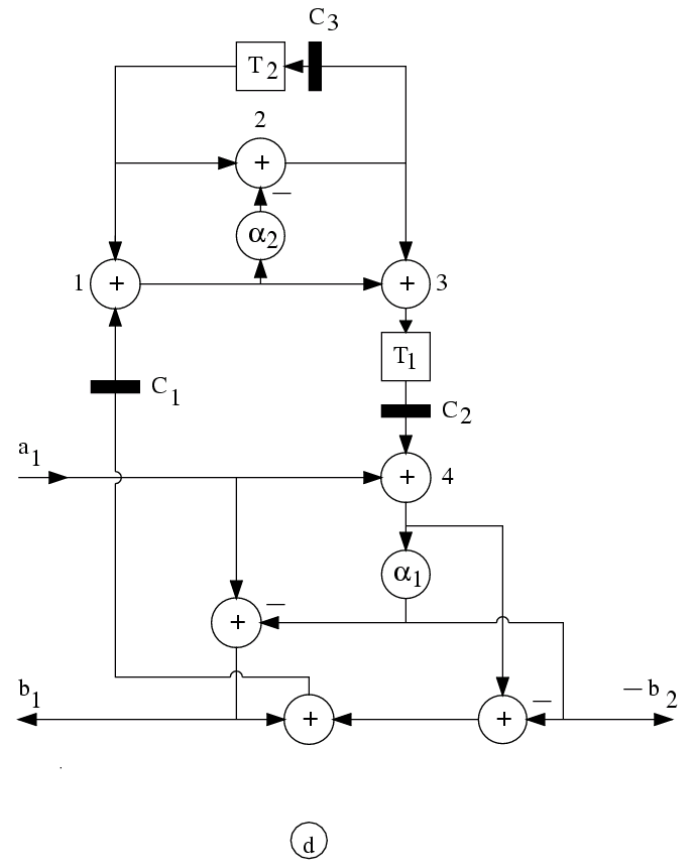 C3
T2
2
+
−
α2
1 + + 3
T1
C1
C2
a1
+ 4
α1
+ −
b1
+ + − −b2
d